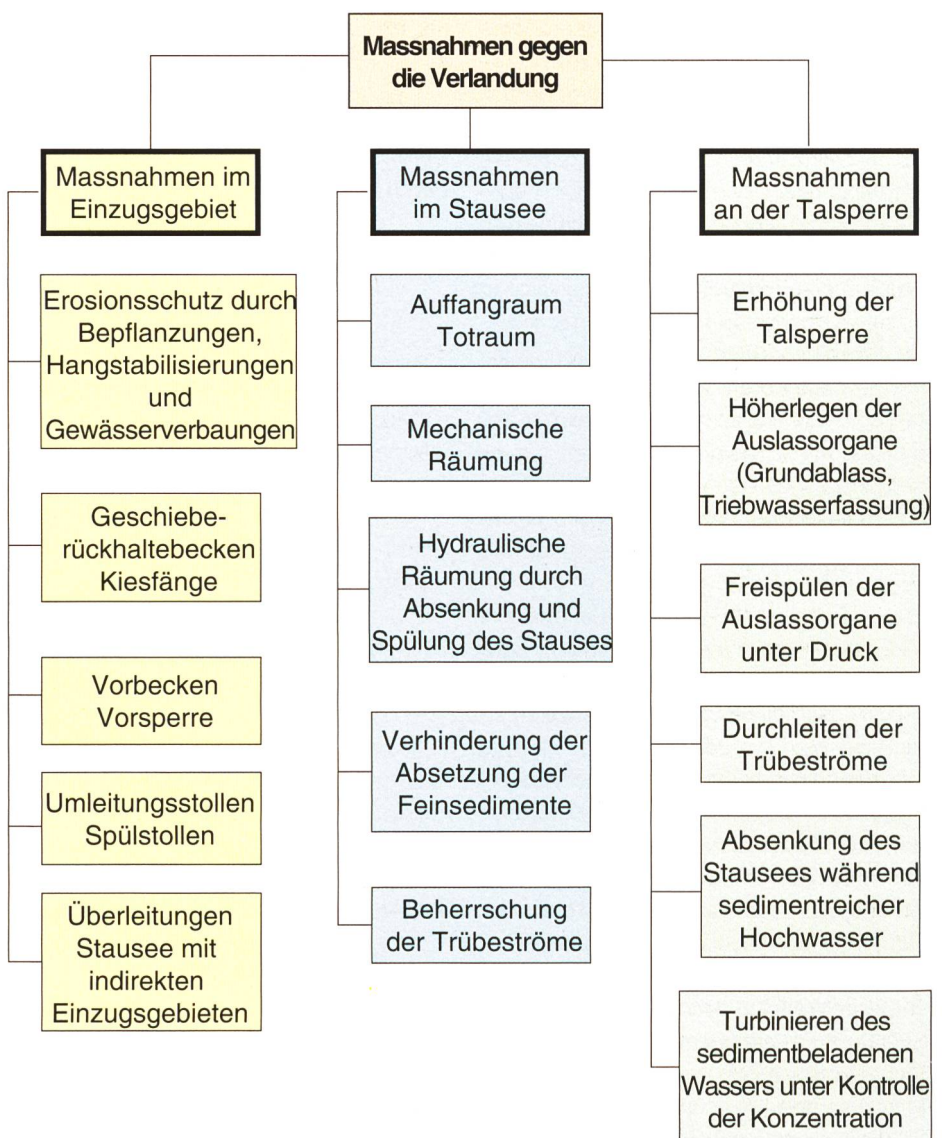 Massnahmen gegen
die Verlandung
Massnahmen im
Einzugsgebiet
Erosionsschutz durch
Bepflanzungen,
Hangstabilisierungen
und
Gewässerverbaungen
Geschiebe-
rückhaltebecken
Kiesfänge
Vorbecken
Vorsperre
Umleitungsstollen
Spülstollen
Überleitungen
Stausee mit
indirekten
Einzugsgebieten
Massnahmen
im Stausee
Auffangraum
Totraum
Mechanische
Räumung
Hydraulische
Räumung durch
Absenkung und
Spülung des Stauses
Verhinderung der
Absetzung der
Feinsedimente
Beherrschung
der Trübeströme
Massnahmen
an der Talsperre
Erhöhung der
Talsperre
Höherlegen der
Auslassorgane
(Grundablass,
Triebwasserfassung)
Freispülen der
Auslassorgane
unter Druck
Durchleiten der
Trübeströme
Absenkung des
Stausees während
sedimentreicher
Hochwasser
Turbinieren des
sedimentbeladenen
Wassers unter Kontrolle
der Konzentration